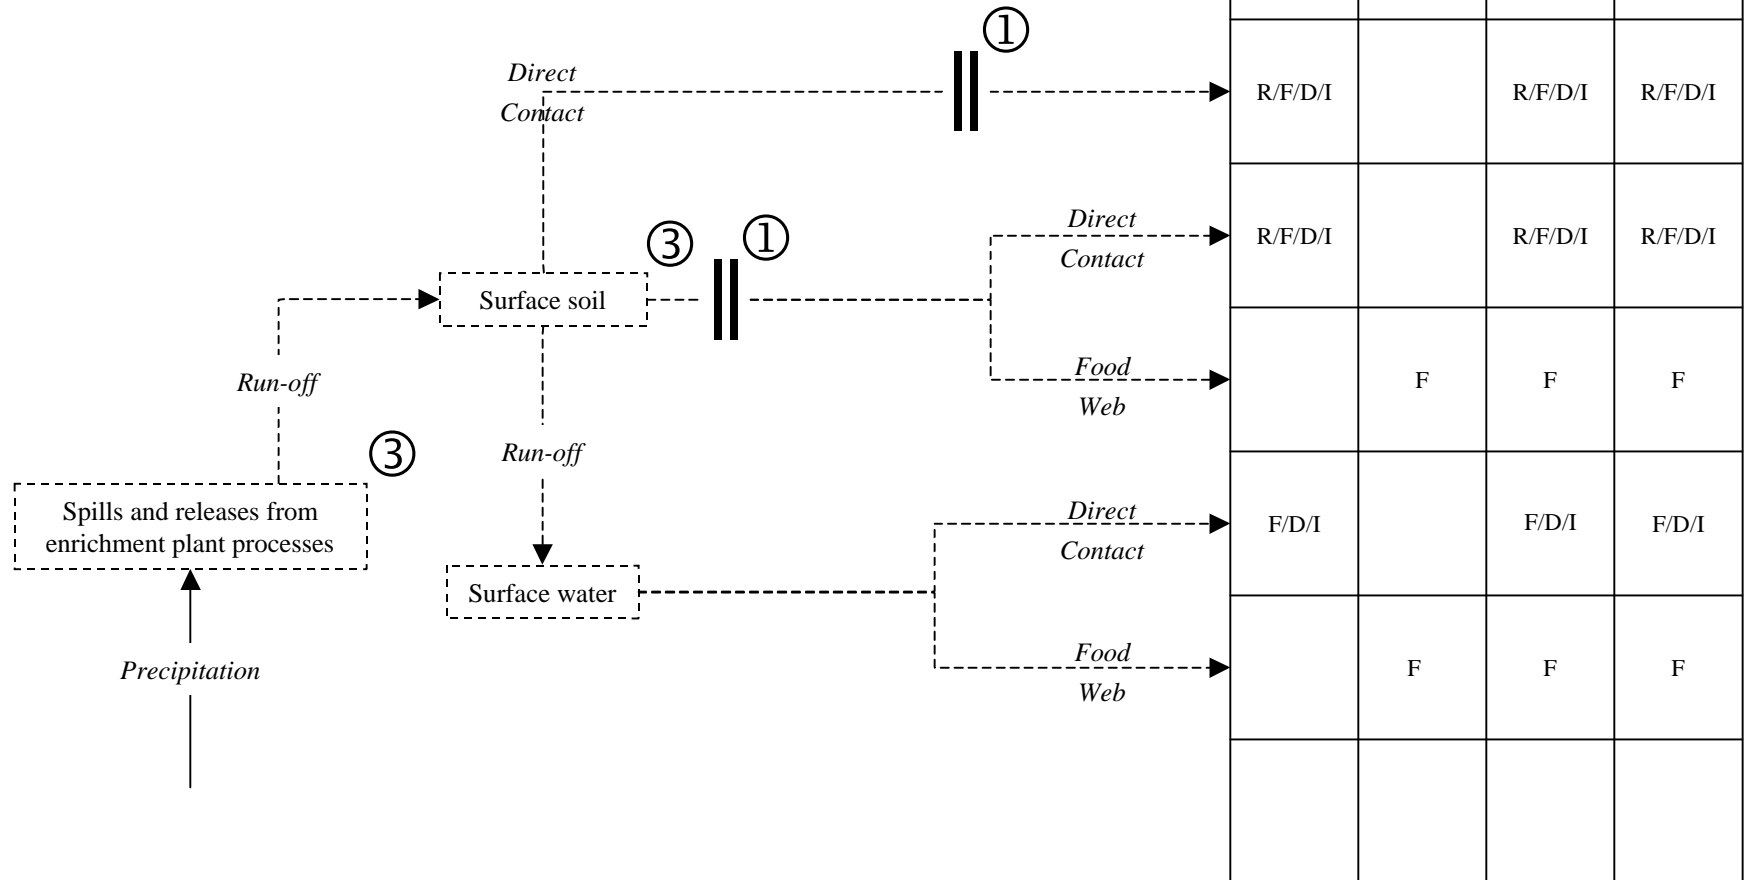 ①
Direct
Contact
R/F/D/I R/F/D/I R/F/D/I
③ ①
Surface soil
Direct
Contact
R/F/D/I R/F/D/I R/F/D/I
Run-off
Food
Web
F F F
③
Spills and releases from
enrichment plant processes
Run-off
Direct
Contact
F/D/I F/D/I F/D/I
Surface water
Precipitation
Food
Web
F F F